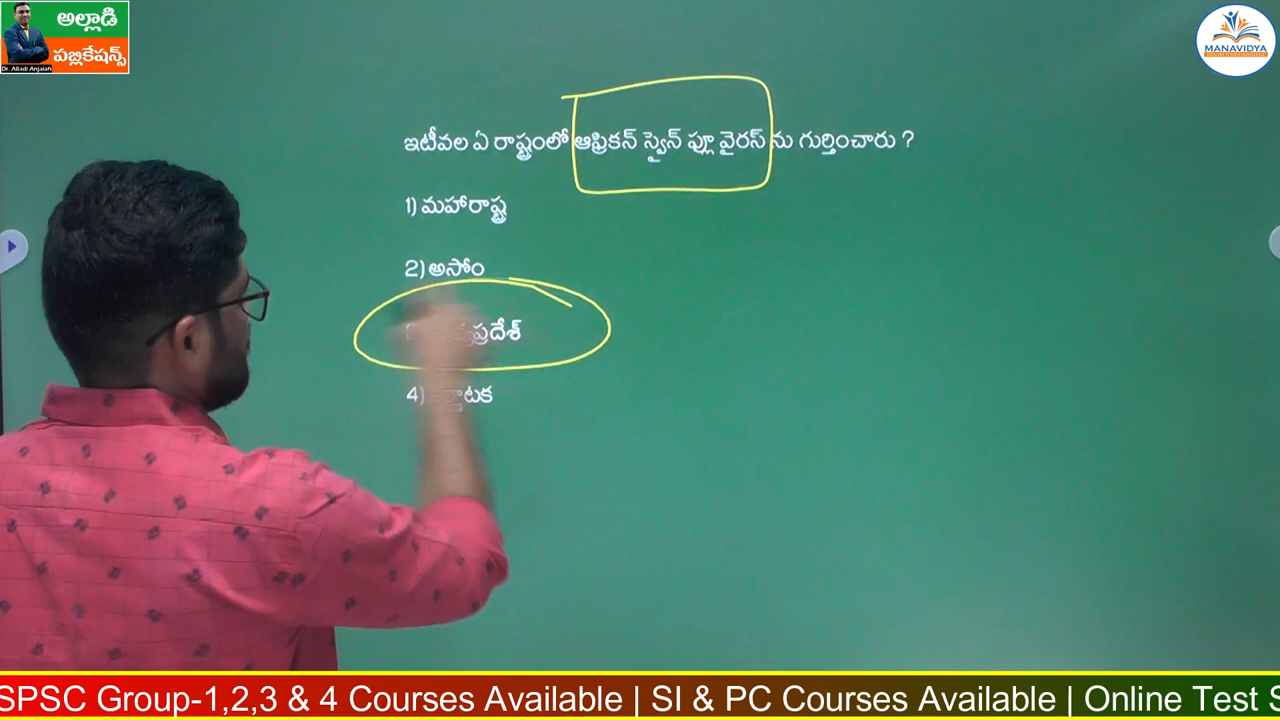 అల్లాడి
పబ్లికేషన్స్
Dr. Alladi Anjaiah
MANAVIDYA
ఇటీవల ఏ రాష్ట్రంలో ఆఫ్రికన్ స్వైన్ ఫ్లూ వైరస్ ను గుర్తించారు ?
1) మహారాష్ట్ర
2) అసోం
4)
SPSC Group-1,2,3 & 4 Courses Available | SI & PC Courses Available | Online Test S